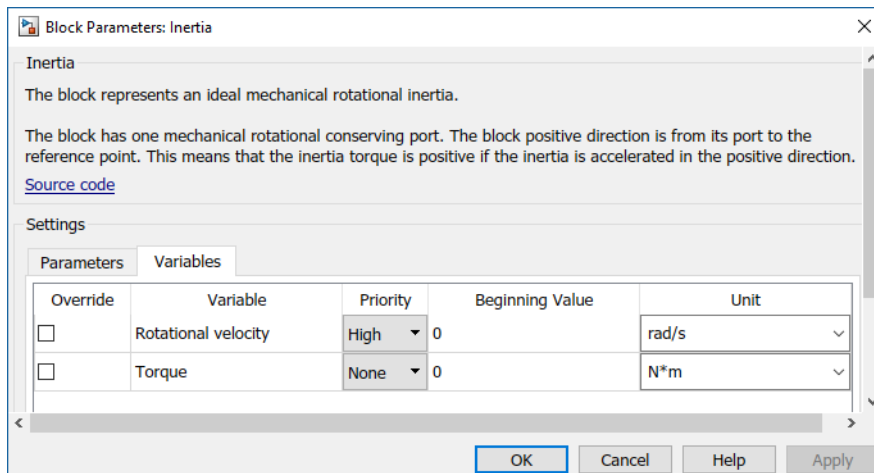 Block Parameters: Inertia
Inertia
The block represents an ideal mechanical rotational inertia.
The block has one mechanical rotational conserving port. The block positive direction is from its port to the
reference point. This means that the inertia torque is positive if the inertia is accelerated in the positive direction.
Source code
Settings
Parameters Variables
Override Variable Priority Beginning Value Unit
Rotational velocity High 0 rad/s
Torque None 0 N*m
OK Cancel Help Apply